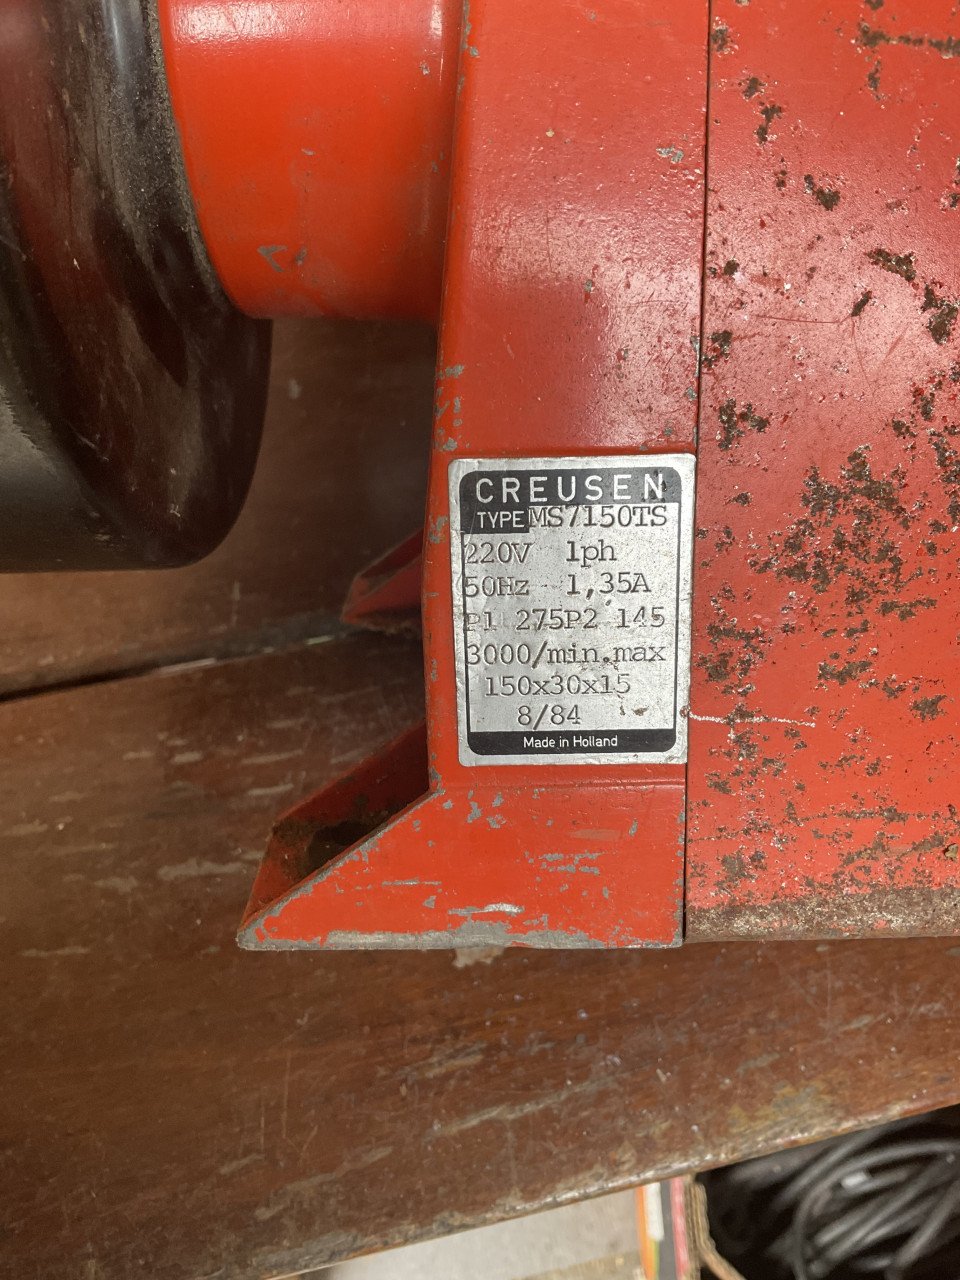 CREUSEN
TYPE MS7150TS
220V 1ph
50Hz 1,35A
P1 275P2 145
3000/min.max
150x30x15
8/84
Made in Holland